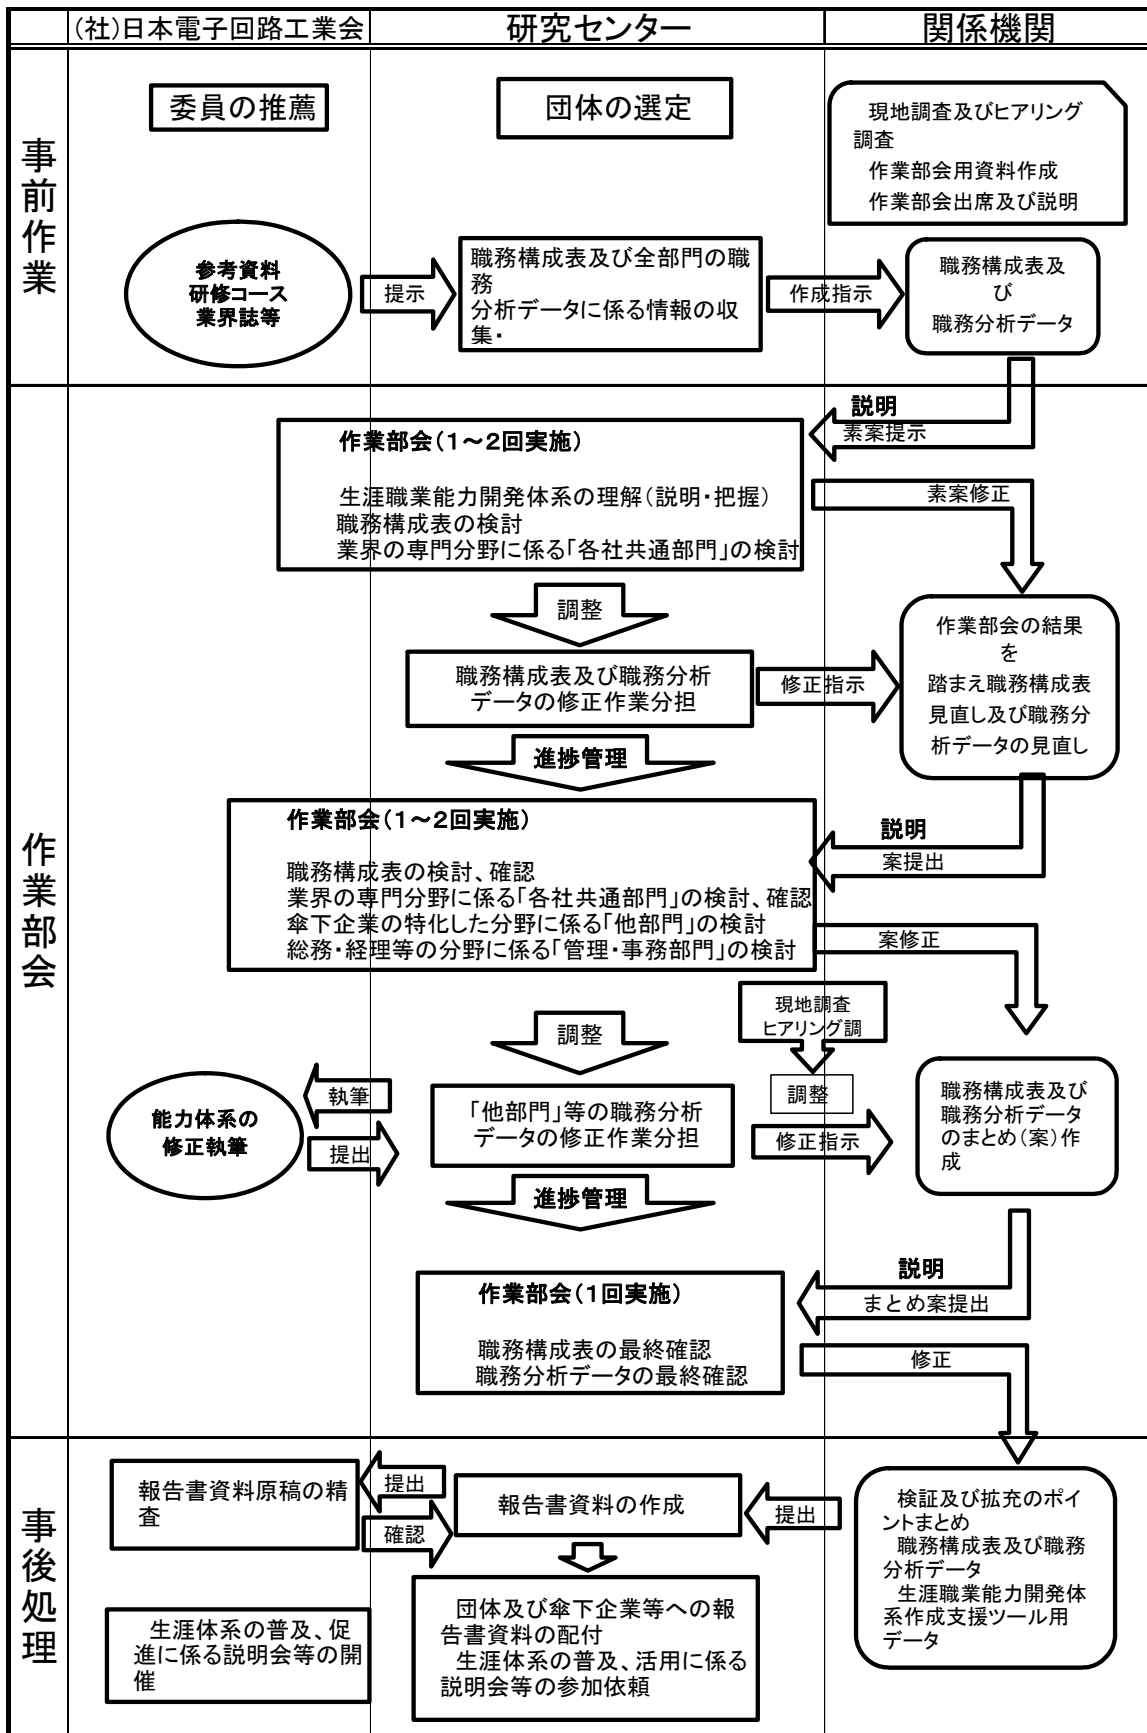 (社)日本電子回路工業会
研究センター
関係機関
事前作業
委員の推薦
団体の選定
現地調査及びヒアリング
調査
作業部会用資料作成
作業部会出席及び説明
参考資料
研修コース
業界誌等
提示
職務構成表及び全部門の職
務
分析データに係る情報の収
集・
作成指示
職務構成表及
び
職務分析データ
作業部会
説明
素案提示
作業部会(1～2回実施)
生涯職業能力開発体系の理解(説明・把握)
職務構成表の検討
業界の専門分野に係る「各社共通部門」の検討
素案修正
調整
職務構成表及び職務分析
データの修正作業分担
修正指示
作業部会の結果
を
踏まえ職務構成表
見直し及び職務分
析データの見直し
進捗管理
作業部会(1～2回実施)
職務構成表の検討、確認
業界の専門分野に係る「各社共通部門」の検討、確認
傘下企業の特化した分野に係る「他部門」の検討
総務・経理等の分野に係る「管理・事務部門」の検討
説明
案提出
案修正
現地調査
ヒアリング調
調整
調整
能力体系の
修正執筆
執筆
提出
「他部門」等の職務分析
データの修正作業分担
修正指示
職務構成表及び
職務分析データ
のまとめ(案)作
成
進捗管理
説明
まとめ案提出
作業部会(1回実施)
職務構成表の最終確認
職務分析データの最終確認
修正
事後処理
報告書資料原稿の精
査
提出
確認
報告書資料の作成
提出
検証及び拡充のポイ
ントまとめ
職務構成表及び職務
分析データ
生涯職業能力開発体
系作成支援ツール用
データ
生涯体系の普及、促
進に係る説明会等の開
催
団体及び傘下企業等への報
告書資料の配付
生涯体系の普及、活用に係る
説明会等の参加依頼